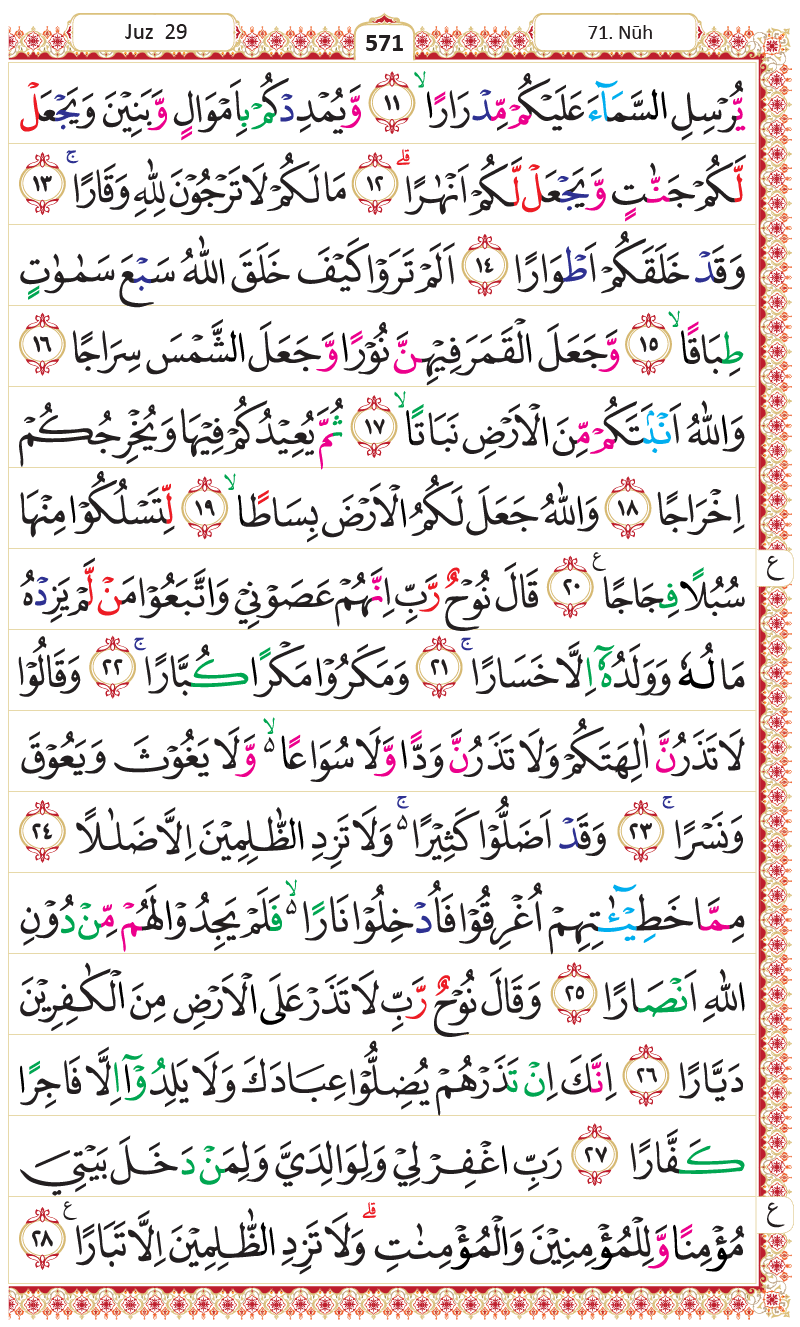 Juz 29
571
71. Nūh
يُّرْسِلِ السَّمَآءَ عَلَيْكُمْ مِّدْرَارًا ۙ ١١ وَّيُمْدِدْكُمْ بِاَمْوَالٍ وَّبَنِيْنَ وَيَجْعَلْ
لَّكُمْ جَنّٰتٍ وَّيَجْعَلْ لَّكُمْ اَنْهٰرًا ۗ ١٢ مَا لَكُمْ لَا تَرْجُوْنَ لِلّٰهِ وَقَارًا ۚ ١٣
وَقَدْ خَلَقَكُمْ اَطْوَارًا ١٤ اَلَمْ تَرَوْا كَيْفَ خَلَقَ اللّٰهُ سَبْعَ سَمٰوٰتٍ
طِبَاقًا ۙ ١٥ وَّجَعَلَ الْقَمَرَ فِيْهِنَّ نُوْرًا وَّجَعَلَ الشَّمْسَ سِرَاجًا ١٦
وَاللّٰهُ اَنْۢبَتَكُمْ مِّنَ الْاَرْضِ نَبَاتًا ۙ ١٧ ثُمَّ يُعِيْدُكُمْ فِيْهَا وَيُخْرِجُكُمْ
اِخْرَاجًا ١٨ وَاللّٰهُ جَعَلَ لَكُمُ الْاَرْضَ بِسَاطًا ۙ ١٩ لِّتَسْلُكُوْا مِنْهَا
سُبُلًا فِجَاجًا ࣖ ٢٠ قَالَ نُوْحٌ رَّبِّ اِنَّهُمْ عَصَوْنِيْ وَاتَّبَعُوْا مَنْ لَّمْ يَزِدْهُ
مَالُهٗ وَوَلَدُهٗٓ اِلَّا خَسَارًا ۚ ٢١ وَمَكَرُوْا مَكْرًا كُبَّارًا ۚ ٢٢ وَقَالُوْا
لَا تَذَرُنَّ اٰلِهَتَكُمْ وَلَا تَذَرُنَّ وَدًّا وَّلَا سُوَاعًا ەۙ وَّلَا يَغُوْثَ وَيَعُوْقَ
وَنَسْرًا ۚ ٢٣ وَقَدْ اَضَلُّوْا كَثِيْرًا ەۚ وَلَا تَزِدِ الظّٰلِمِيْنَ اِلَّا ضَلٰلًا ٢٤
مِمَّا خَطِيْۤـٰٔتِهِمْ اُغْرِقُوْا فَاُدْخِلُوْا نَارًا ەۙ فَلَمْ يَجِدُوْا لَهُمْ مِّنْ دُوْنِ
اللّٰهِ اَنْصَارًا ٢٥ وَقَالَ نُوْحٌ رَّبِّ لَا تَذَرْ عَلَى الْاَرْضِ مِنَ الْكٰفِرِيْنَ
دَيَّارًا ٢٦ اِنَّكَ اِنْ تَذَرْهُمْ يُضِلُّوْا عِبَادَكَ وَلَا يَلِدُوْٓا اِلَّا فَاجِرًا
كَفَّارًا ٢٧ رَبِّ اغْفِرْ لِيْ وَلِوَالِدَيَّ وَلِمَنْ دَخَلَ بَيْتِيَ
مُؤْمِنًا وَّلِلْمُؤْمِنِيْنَ وَالْمُؤْمِنٰتِ ۗ وَلَا تَزِدِ الظّٰلِمِيْنَ اِلَّا تَبَارًا ࣖ ٢٨
ع
ع